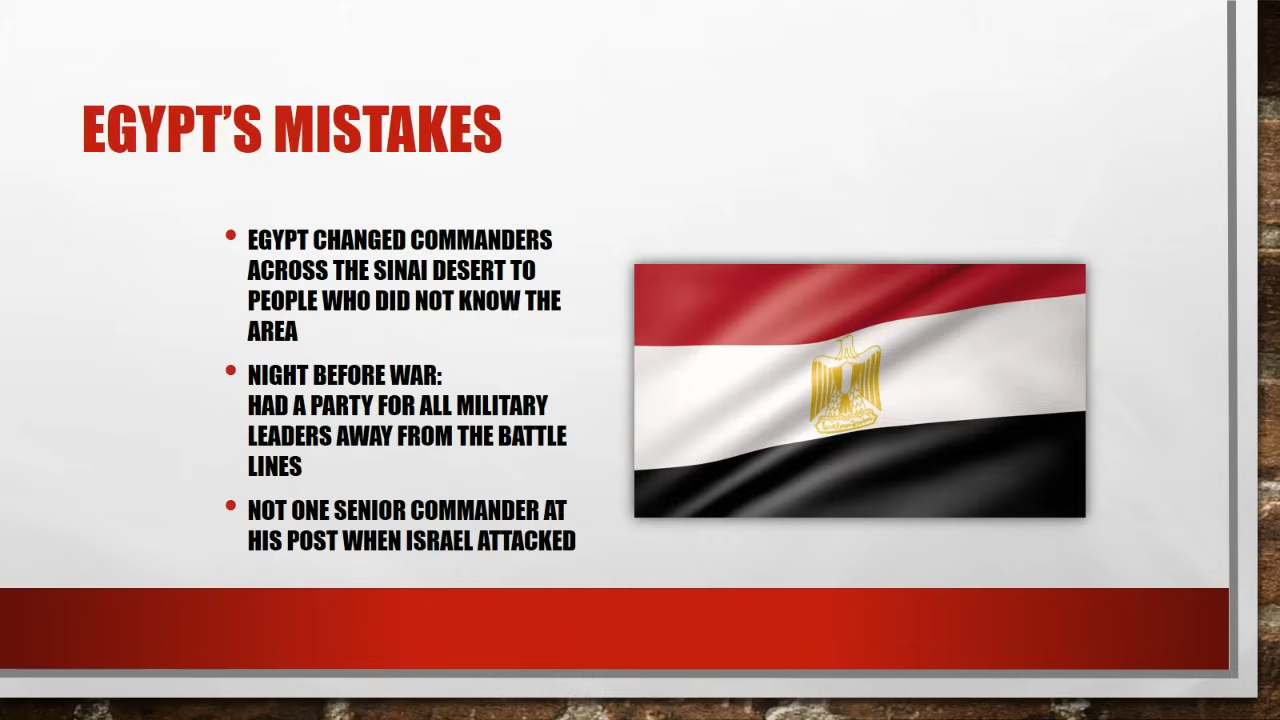 EGYPT'S MISTAKES
• EGYPT CHANGED COMMANDERS
ACROSS THE SINAI DESERT TO
PEOPLE WHO DID NOT KNOW THE
AREA
• NIGHT BEFORE WAR:
HAD A PARTY FOR ALL MILITARY
LEADERS AWAY FROM THE BATTLE
LINES
• NOT ONE SENIOR COMMANDER AT
HIS POST WHEN ISRAEL ATTACKED